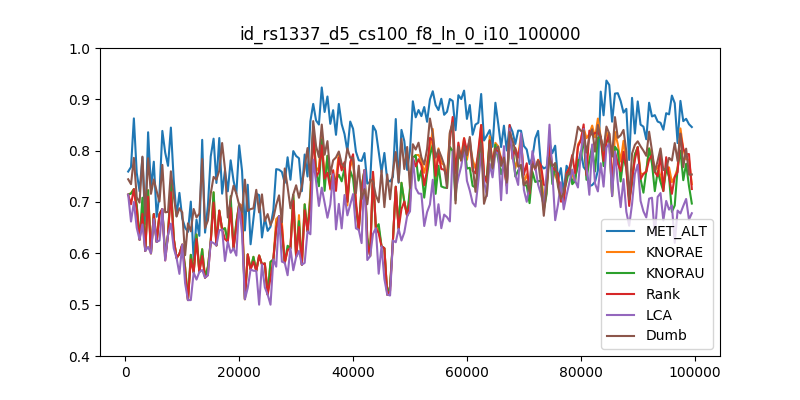 id_rs1337_d5_cs100_f8_ln_0_i10_100000
1.0
0.9
0.8
0.7
0.6
0.5
0.4
0
20000
40000
60000
80000
100000
MET_ALT
KNORAE
KNORAU
Rank
LCA
Dumb